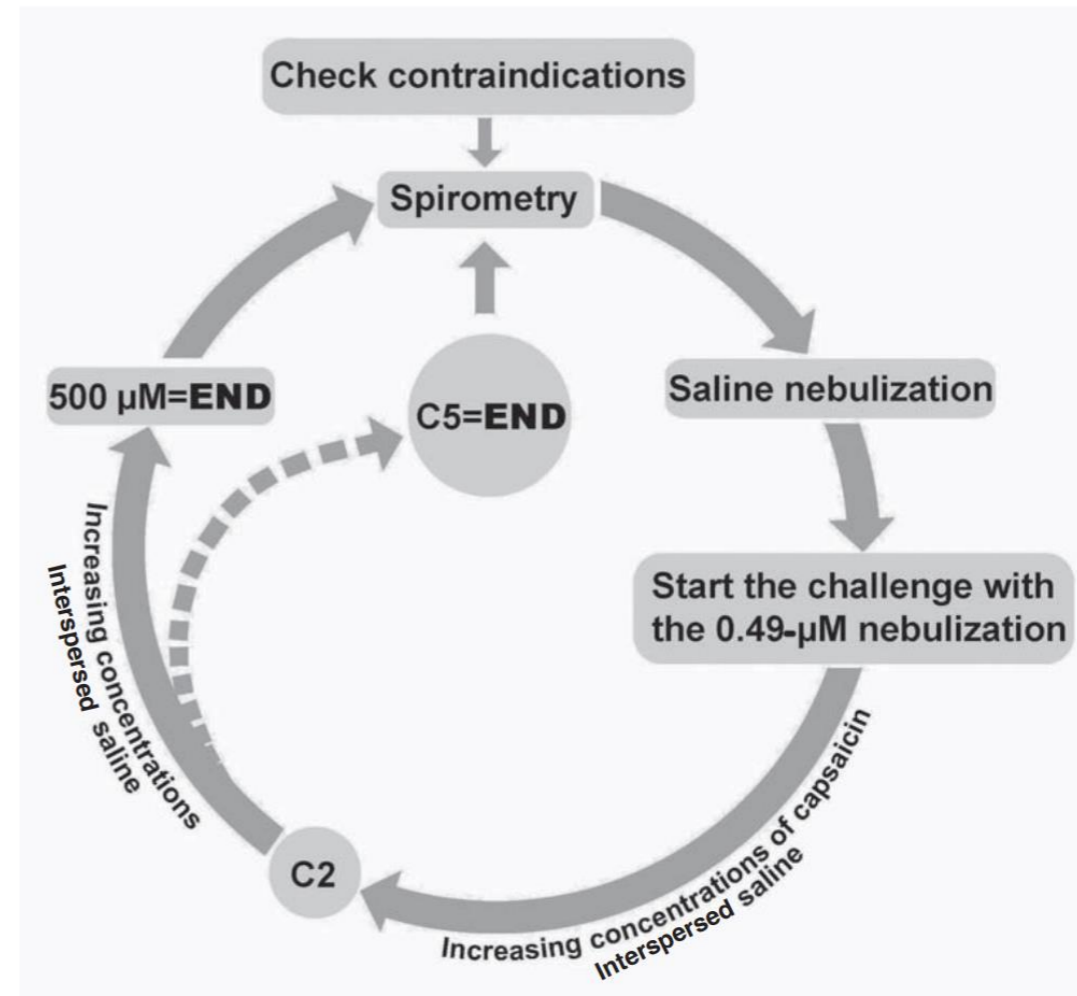 Check contraindications
Spirometry
Saline nebulization
Start the challenge with
the 0.49-µM nebulization
Increasing concentrations of capsaicin
Interspersed saline
C2
Increasing concentrations
Interspersed saline
500 µM=END
C5=END